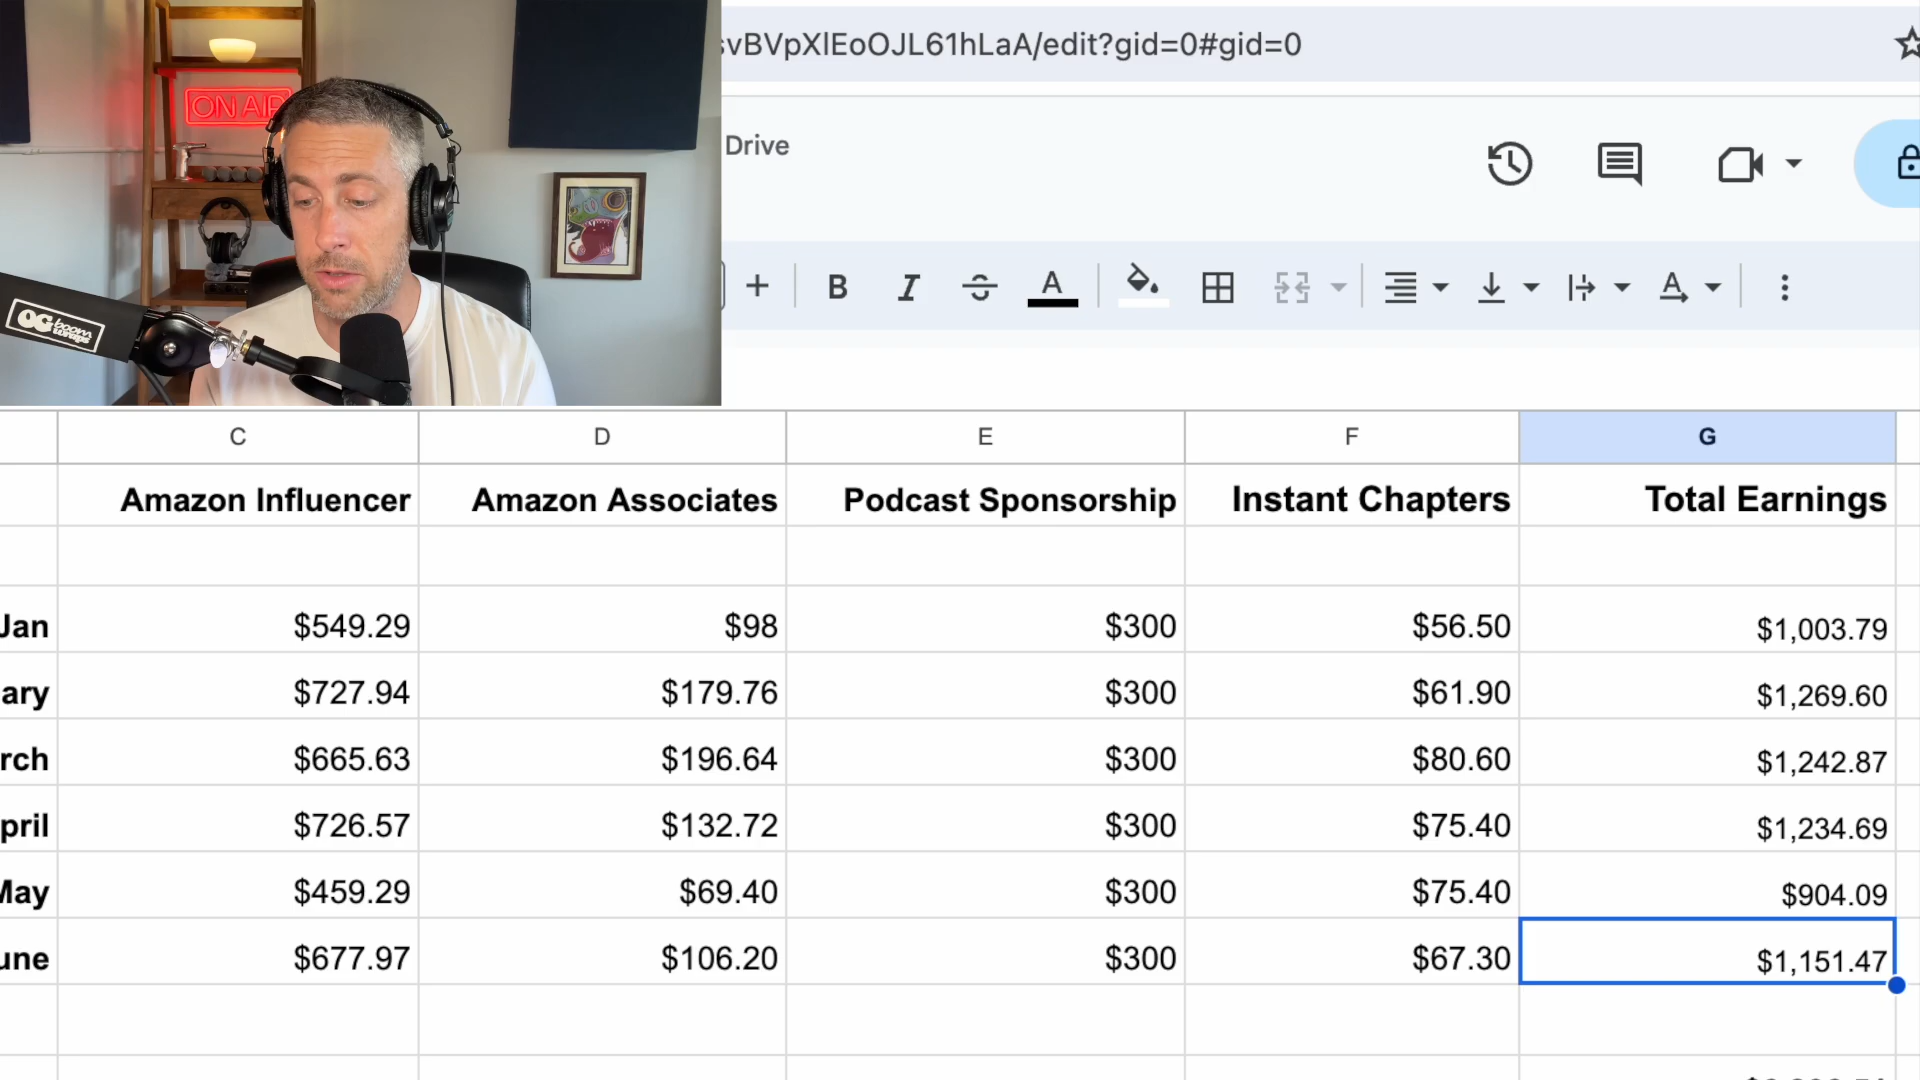 svBVpXlEoOJL61hLaA/edit?gid=0#gid=0
ON AIR
Drive
B I S A A
OG boom wraps
C D E F G
Amazon Influencer Amazon Associates Podcast Sponsorship Instant Chapters Total Earnings
Jan $549.29 $98 $300 $56.50 $1,003.79
ary $727.94 $179.76 $300 $61.90 $1,269.60
rch $665.63 $196.64 $300 $80.60 $1,242.87
pril $726.57 $132.72 $300 $75.40 $1,234.69
May $459.29 $69.40 $300 $75.40 $904.09
une $677.97 $106.20 $300 $67.30 $1,151.47